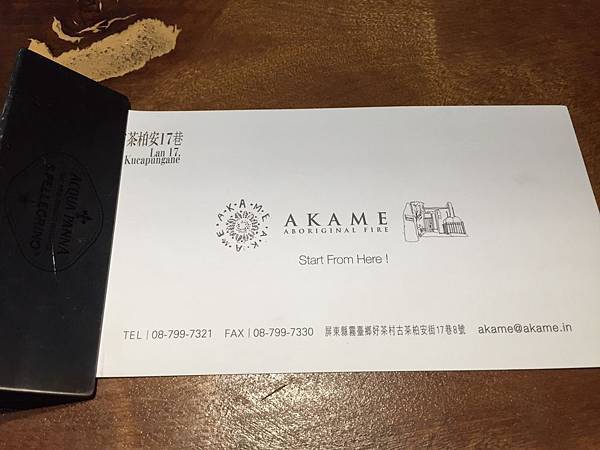 茶柏安17巷
Lan 17,
Kucapungane
AKAMEAKAME
AKAME
ABORIGINAL FIRE
Start From Here !
TEL | 08-799-7321 FAX | 08-799-7330 屏東縣霧臺鄉好茶村古茶柏安街17巷8號 akame@akame.in
ACQUA PANNA
S.PELLEGRINO